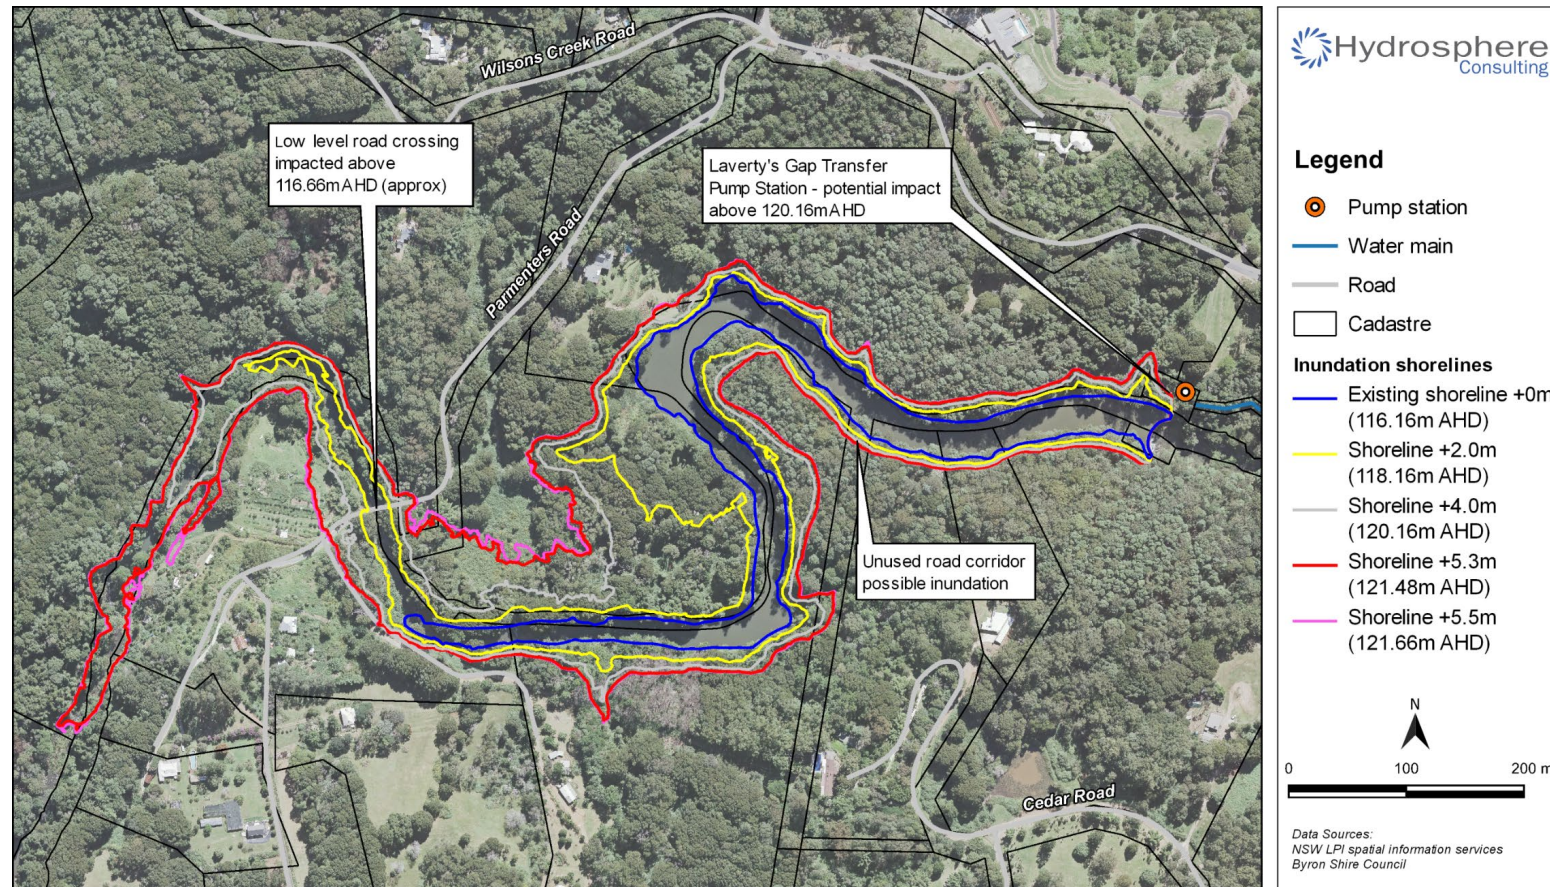 Wilsons Creek Road
Low level road crossing
impacted above
116.66mAHD (approx)
Laverty's Gap Transfer
Pump Station - potential impact
above 120.16mAHD
Parmenters Road
Unused road corridor
possible inundation
Cedar Road
Hydrosphere
Consulting
Legend
Pump station
Water main
Road
Cadastre
Inundation shorelines
Existing shoreline +0m
(116.16m AHD)
Shoreline +2.0m
(118.16m AHD)
Shoreline +4.0m
(120.16m AHD)
Shoreline +5.3m
(121.48m AHD)
Shoreline +5.5m
(121.66m AHD)
N
0 100 200 m
Data Sources:
NSW LPI spatial information services
Byron Shire Council